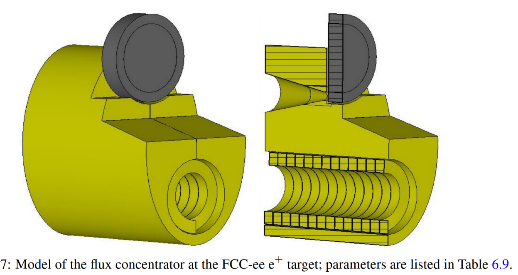 7: Model of the flux concentrator at the FCC-ee e⁺ target; parameters are listed in Table 6.9.